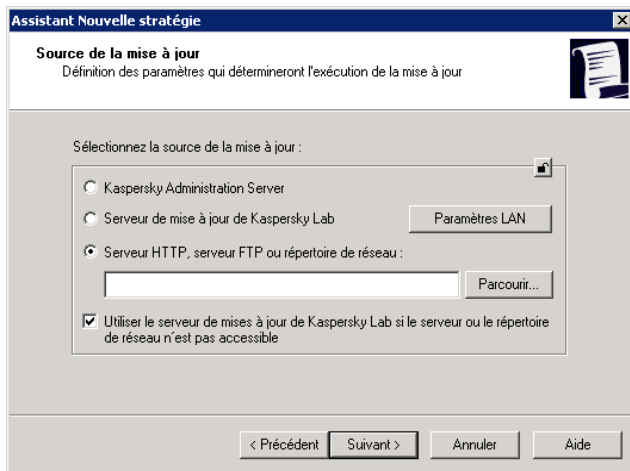 Assistant Nouvelle stratégie
Source de la mise à jour
Définition des paramètres qui détermineront l'exécution de la mise à jour
Sélectionnez la source de la mise à jour :
Kaspersky Administration Server
Serveur de mise à jour de Kaspersky Lab
Paramètres LAN
Serveur HTTP, serveur FTP ou répertoire de réseau :
Parcourir...
Utiliser le serveur de mises à jour de Kaspersky Lab si le serveur ou le répertoire
de réseau n'est pas accessible
< Précédent
Suivant >
Annuler
Aide